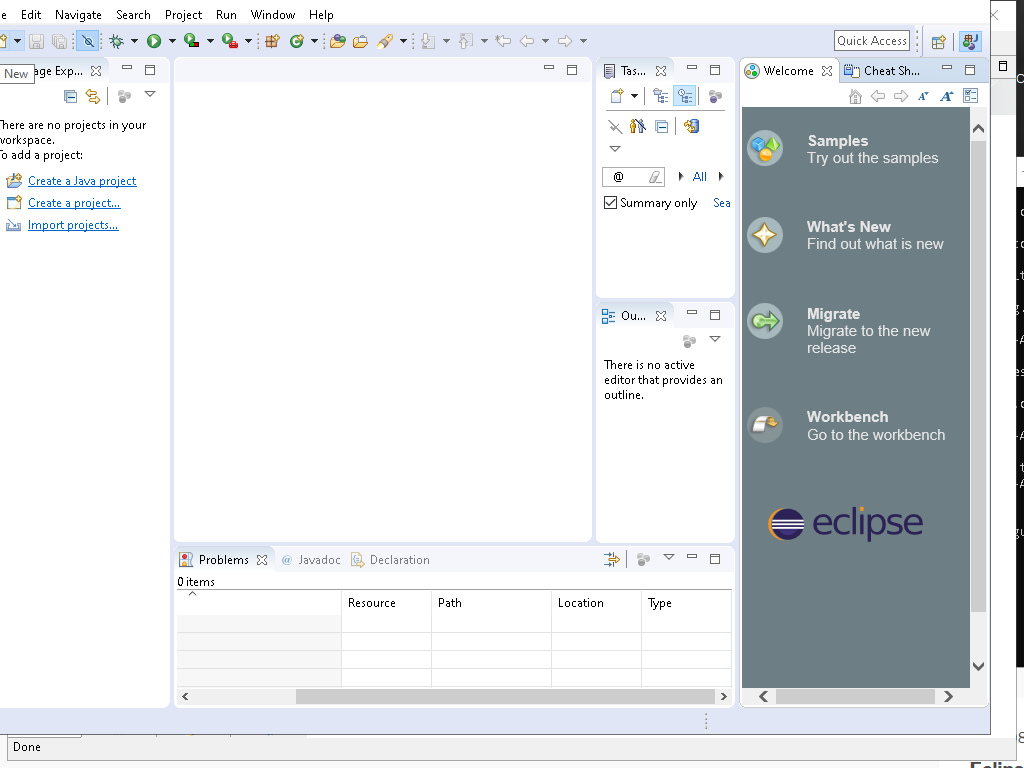 Edit Navigate Search Project Run Window Help
Quick Access
New
age Exp...
Tas...
Welcome
Cheat Sh...
There are no projects in your
workspace.
To add a project:
Create a Java project
Create a project...
Import projects...
@
All
Summary only
Sea
Samples
Try out the samples
What's New
Find out what is new
Migrate
Migrate to the new
release
Workbench
Go to the workbench
eclipse
Ou...
There is no active
editor that provides an
outline.
Problems
@ Javadoc
Declaration
0 items
Resource
Path
Location
Type
Done